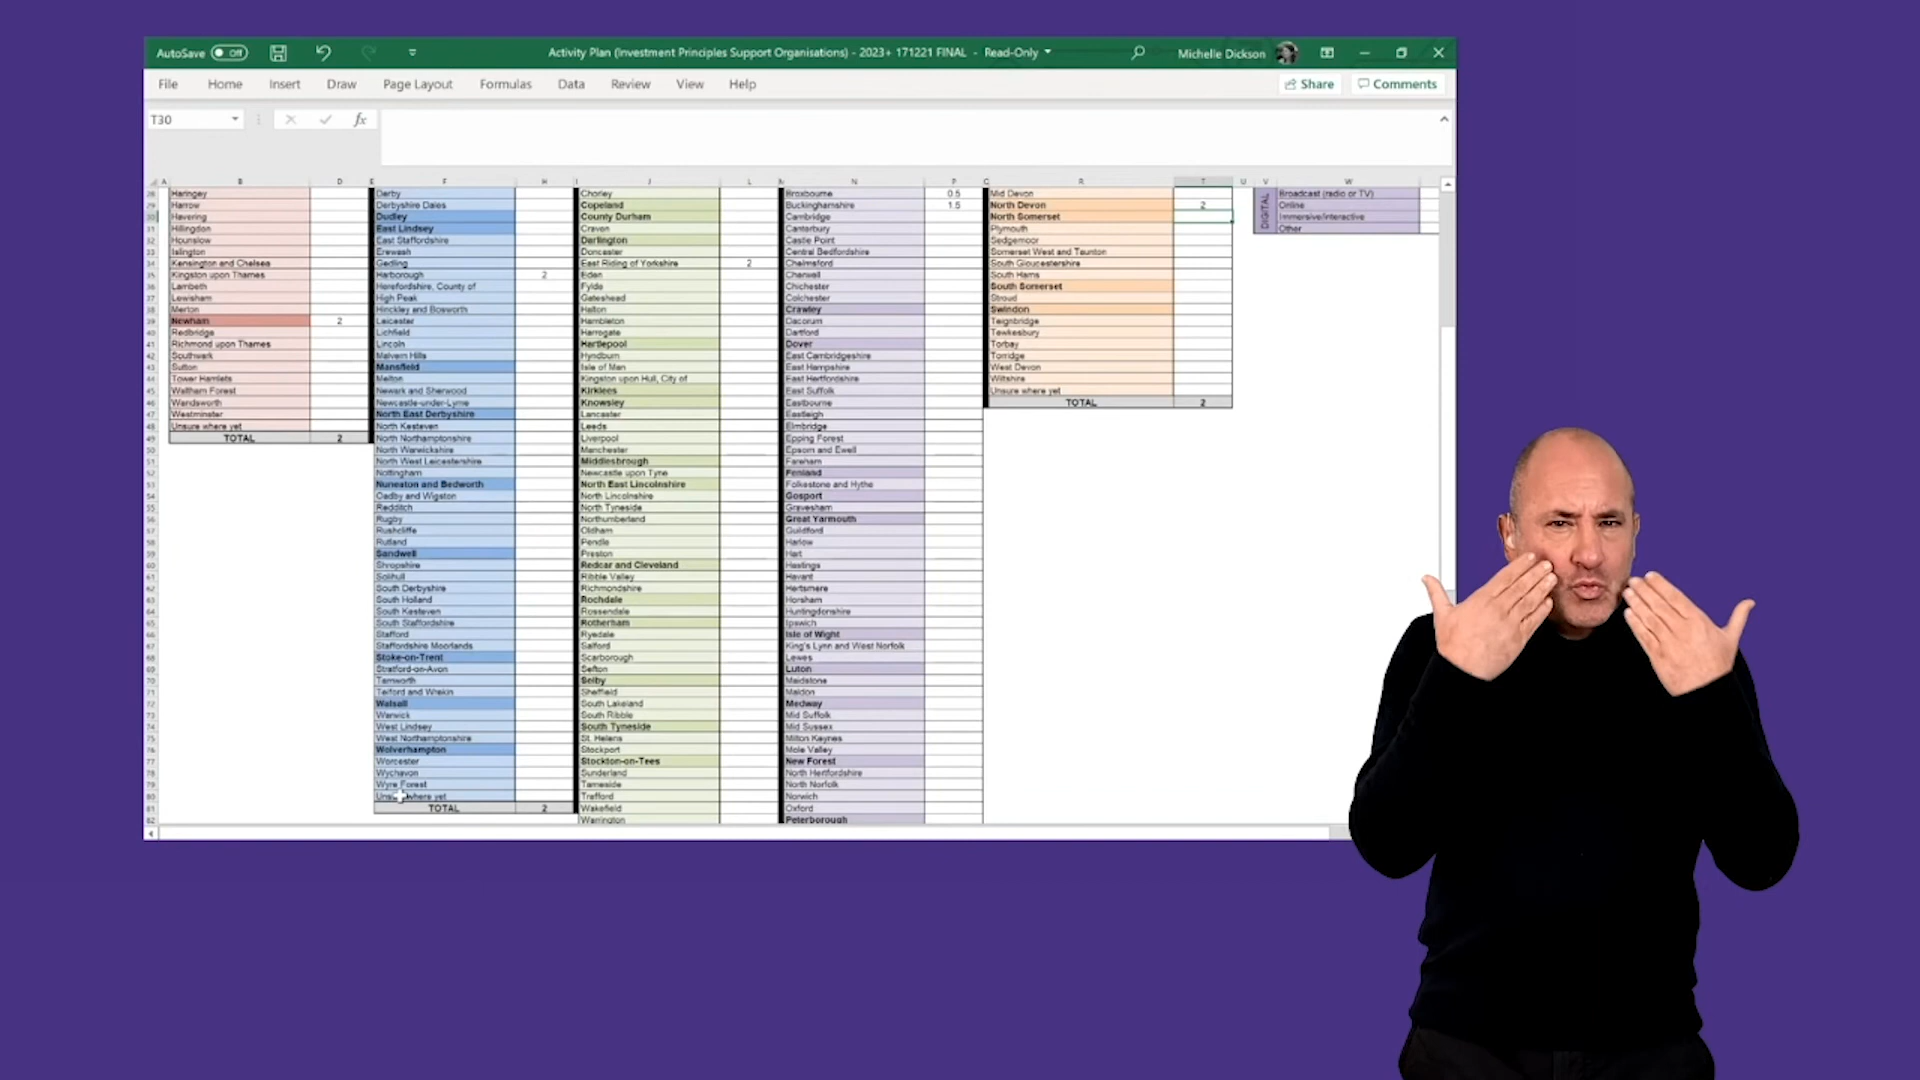 AutoSave Off
Activity Plan (Investment Principles Support Organisations) - 2023+ 171221 FINAL - Read-Only
Michelle Dickson
File Home Insert Draw Page Layout Formulas Data Review View Help
Share Comments
T30
fx
Haringey
Harrow
Havering
Hillingdon
Hounslow
Islington
Kensington and Chelsea
Kingston upon Thames
Lambeth
Lewisham
Merton
Newham 2
Redbridge
Richmond upon Thames
Southwark
Sutton
Tower Hamlets
Waltham Forest
Wandsworth
Westminster
Unsure where yet
TOTAL 2
Derby
Derbyshire Dales
Dudley
East Lindsey
East Staffordshire
Erewash
Gedling
Harborough 2
Herefordshire, County of
High Peak
Hinckley and Bosworth
Leicester
Lichfield
Lincoln
Malvern Hills
Mansfield
Melton
Newark and Sherwood
Newcastle-under-Lyme
North East Derbyshire
North Kesteven
North Northamptonshire
North Warwickshire
North West Leicestershire
Nottingham
Nuneaton and Bedworth
Oadby and Wigston
Redditch
Rugby
Rushcliffe
Rutland
Sandwell
Shropshire
Solihull
South Derbyshire
South Holland
South Kesteven
South Staffordshire
Stafford
Staffordshire Moorlands
Stoke-on-Trent
Stratford-on-Avon
Tamworth
Telford and Wrekin
Walsall
Warwick
West Lindsey
West Northamptonshire
Wolverhampton
Worcester
Wychavon
Wyre Forest
Unsure where yet
TOTAL 2
Chorley
Copeland
County Durham
Craven
Darlington
Doncaster
East Riding of Yorkshire 2
Eden
Fylde
Gateshead
Halton
Hambleton
Harrogate
Hartlepool
Hyndburn
Isle of Man
Kingston upon Hull, City of
Kirklees
Knowsley
Lancaster
Leeds
Liverpool
Manchester
Middlesbrough
Newcastle upon Tyne
North East Lincolnshire
North Lincolnshire
North Tyneside
Northumberland
Oldham
Pendle
Preston
Redcar and Cleveland
Ribble Valley
Richmondshire
Rochdale
Rossendale
Rotherham
Ryedale
Salford
Scarborough
Sefton
Selby
Sheffield
South Lakeland
South Ribble
South Tyneside
St. Helens
Stockport
Stockton-on-Tees
Sunderland
Tameside
Trafford
Wakefield
Warrington
Broxbourne 0.5
Buckinghamshire 1.5
Cambridge
Canterbury
Castle Point
Central Bedfordshire
Chelmsford
Cherwell
Chichester
Colchester
Crawley
Dacorum
Dartford
Dover
East Cambridgeshire
East Hampshire
East Hertfordshire
East Suffolk
Eastbourne
Eastleigh
Elmbridge
Epping Forest
Epsom and Ewell
Fareham
Fenland
Folkestone and Hythe
Gosport
Gravesham
Great Yarmouth
Guildford
Harlow
Hart
Hastings
Havant
Hertsmere
Horsham
Huntingdonshire
Ipswich
Isle of Wight
King's Lynn and West Norfolk
Lewes
Luton
Maidstone
Maldon
Medway
Mid Suffolk
Mid Sussex
Milton Keynes
Mole Valley
New Forest
North Hertfordshire
North Norfolk
Norwich
Oxford
Peterborough
Mid Devon
North Devon 2
North Somerset
Plymouth
Sedgemoor
Somerset West and Taunton
South Gloucestershire
South Hams
South Somerset
Stroud
Swindon
Teignbridge
Tewkesbury
Torbay
Torridge
West Devon
Wiltshire
Unsure where yet
TOTAL 2
DIGITAL
Broadcast (radio or TV)
Online
Immersive/interactive
Other